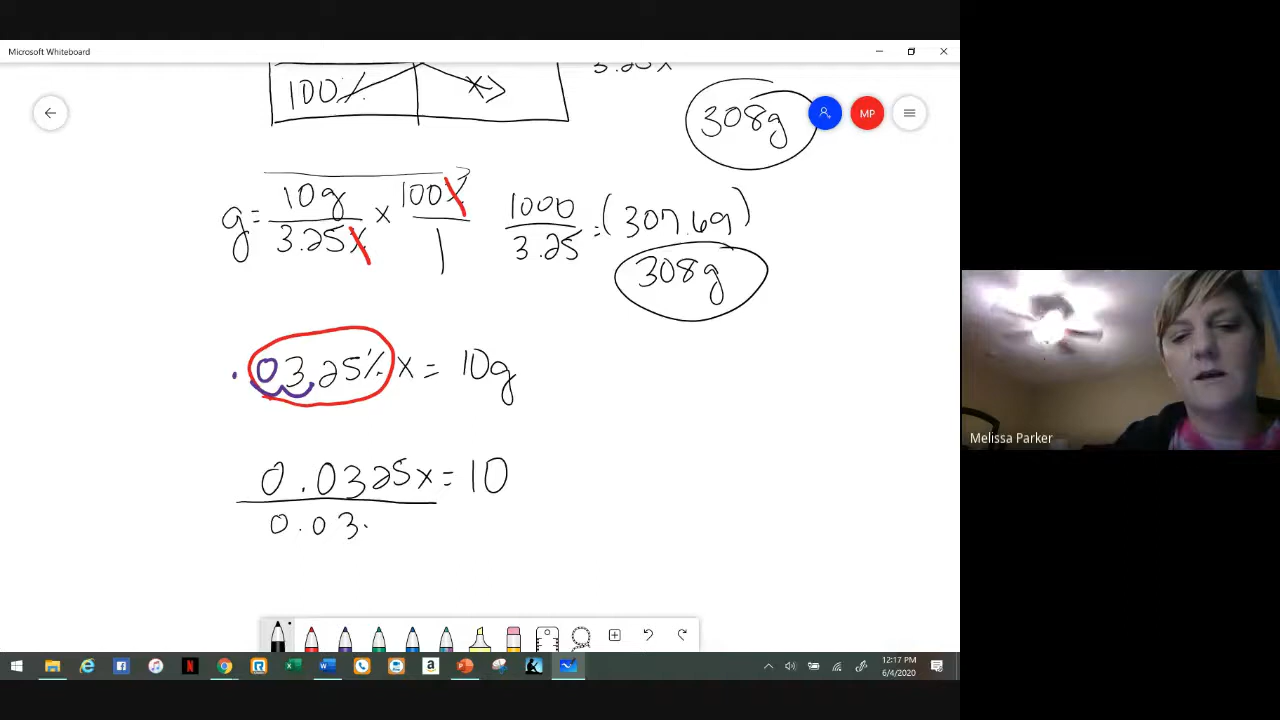 Microsoft Whiteboard
100% x
3.25x
308g
MP
g = 10g / 3.25% x 100% / 1
1000 / 3.25 = (307.69)
308g
.03.25% x = 10g
Melissa Parker
0.0325x = 10
0.03.
12:17 PM
6/4/2020